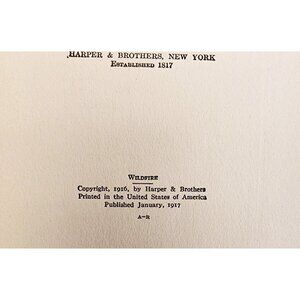 HARPER & BROTHERS, NEW YORK
ESTABLISHED 1817
WILDFIRE
Copyright, 1916, by Harper & Brothers
Printed in the United States of America
Published January, 1917
A-R